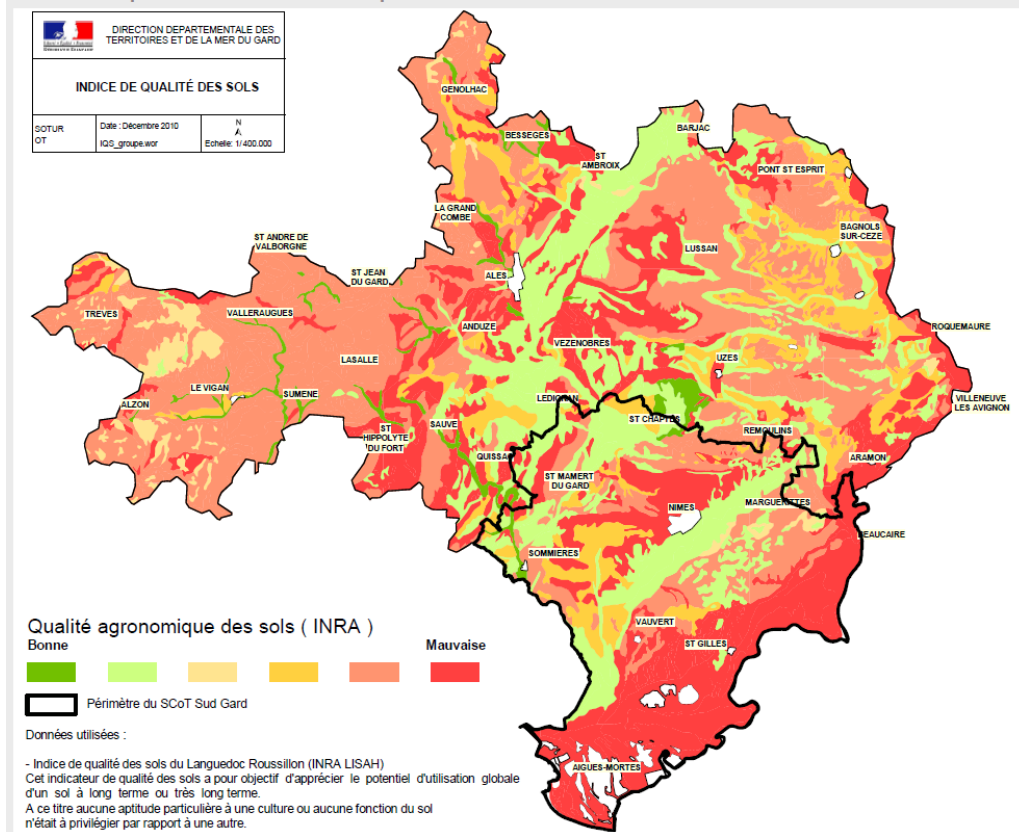 DIRECTION DEPARTEMENTALE DES
TERRITOIRES ET DE LA MER DU GARD
INDICE DE QUALITÉ DES SOLS
SOTUR
OT
Date : Décembre 2010
IQS_groupe.wor
N
Echelle: 1/400.000
GENOLHAC
BESSEGES
BARJAC
ST
AMBROIX
PONT ST ESPRIT
LA GRAND
COMBE
BAGNOLS
SUR-CEZE
ST ANDRE DE
VALBORGNE
LUSSAN
ST JEAN
DU GARD
ALES
TREVES
VALLERAUGUES
ANDUZE
ROQUEMAURE
VEZENOBRES
LASALLE
UZES
LE VIGAN
SUMENE
LEDIGNAN
VILLENEUVE
LES AVIGNON
ALZON
ST CHAPTES
ST
HIPPOLYTE
DU FORT
SAUVE
REMOULINS
QUISSAC
ARAMON
ST MAMERT
DU GARD
MARGUERITTES
NIMES
BEAUCAIRE
SOMMIERES
VAUVERT
ST GILLES
AIGUES-MORTES
Qualité agronomique des sols ( INRA )
Bonne
Mauvaise
Périmètre du SCoT Sud Gard
Données utilisées :
- Indice de qualité des sols du Languedoc Roussillon (INRA LISAH)
Cet indicateur de qualité des sols a pour objectif d'apprécier le potentiel d'utilisation globale
d'un sol à long terme ou très long terme.
A ce titre aucune aptitude particulière à une culture ou aucune fonction du sol
n'était à privilégier par rapport à une autre.